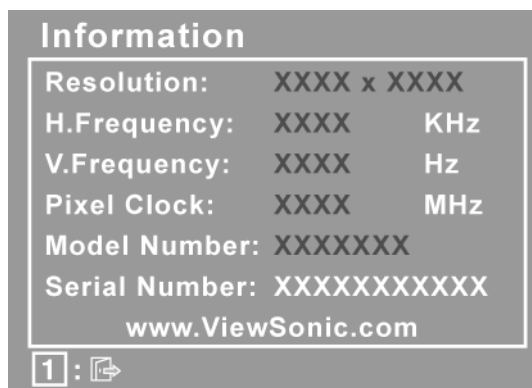 Information
Resolution: XXXX x XXXX
H.Frequency: XXXX KHz
V.Frequency: XXXX Hz
Pixel Clock: XXXX MHz
Model Number: XXXXXXX
Serial Number: XXXXXXXXXXX
www.ViewSonic.com
1 :